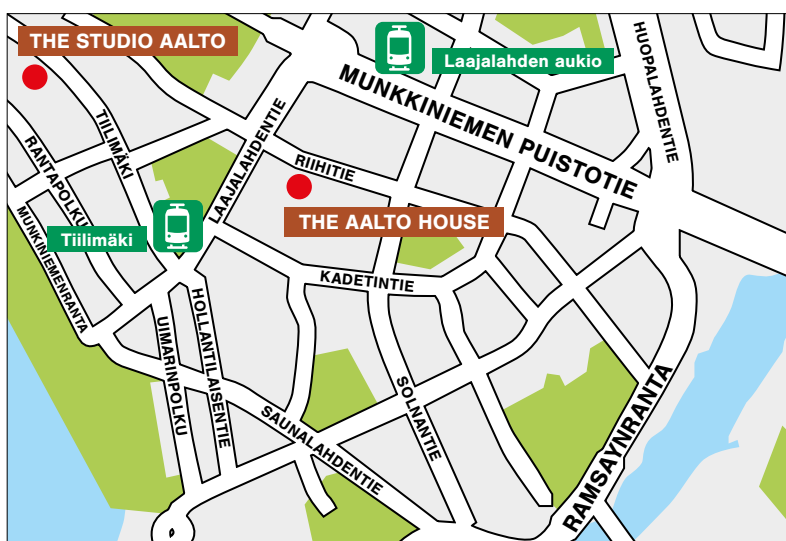 THE STUDIO AALTO
Laajalahden aukio
HUOPALAHDENTIE
MUNKKINIEMEN PUISTOTIE
TIILIMÄKI
LAAJALAHDENTIE
RIIHITIE
RANTAPOLKU
THE AALTO HOUSE
MUNKINIEMENRANTA
Tiilimäki
KADETINTIE
HOLLANTILAISENTIE
UIMARINPOLKU
SOLNANTIE
SAUNALAHDENTIE
RAMSAYNRANTA